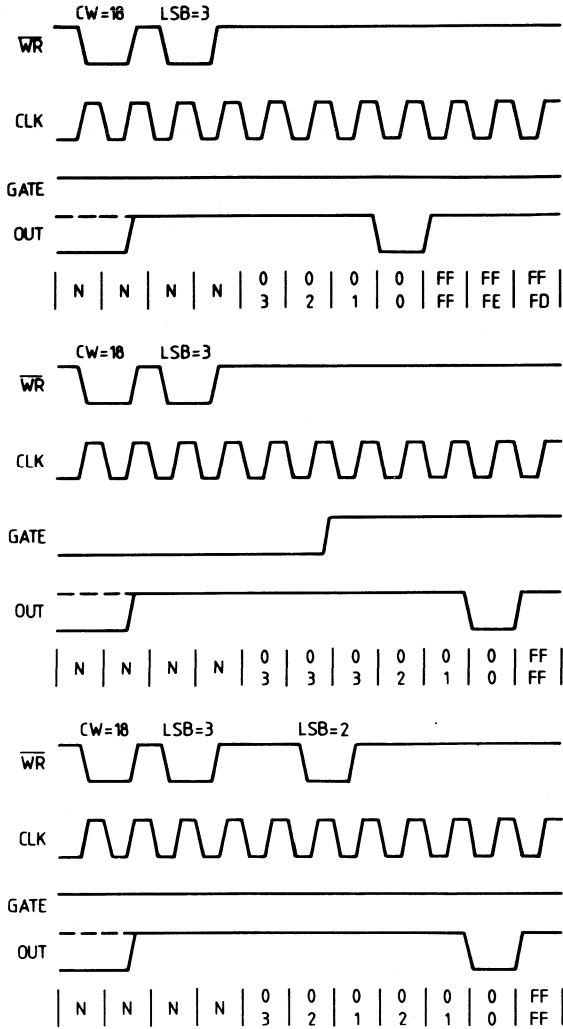 CW=18 LSB=3
WR
CLK
GATE
OUT
N N N N 0 0 0 0 FF FF FF
3 2 1 0 FF FE FD
CW=18 LSB=3
WR
CLK
GATE
OUT
N N N N 0 0 0 0 0 0 FF
3 3 3 2 1 0 FF
CW=18 LSB=3 LSB=2
WR
CLK
GATE
OUT
N N N N 0 0 0 0 0 0 FF
3 2 1 2 1 0 FF